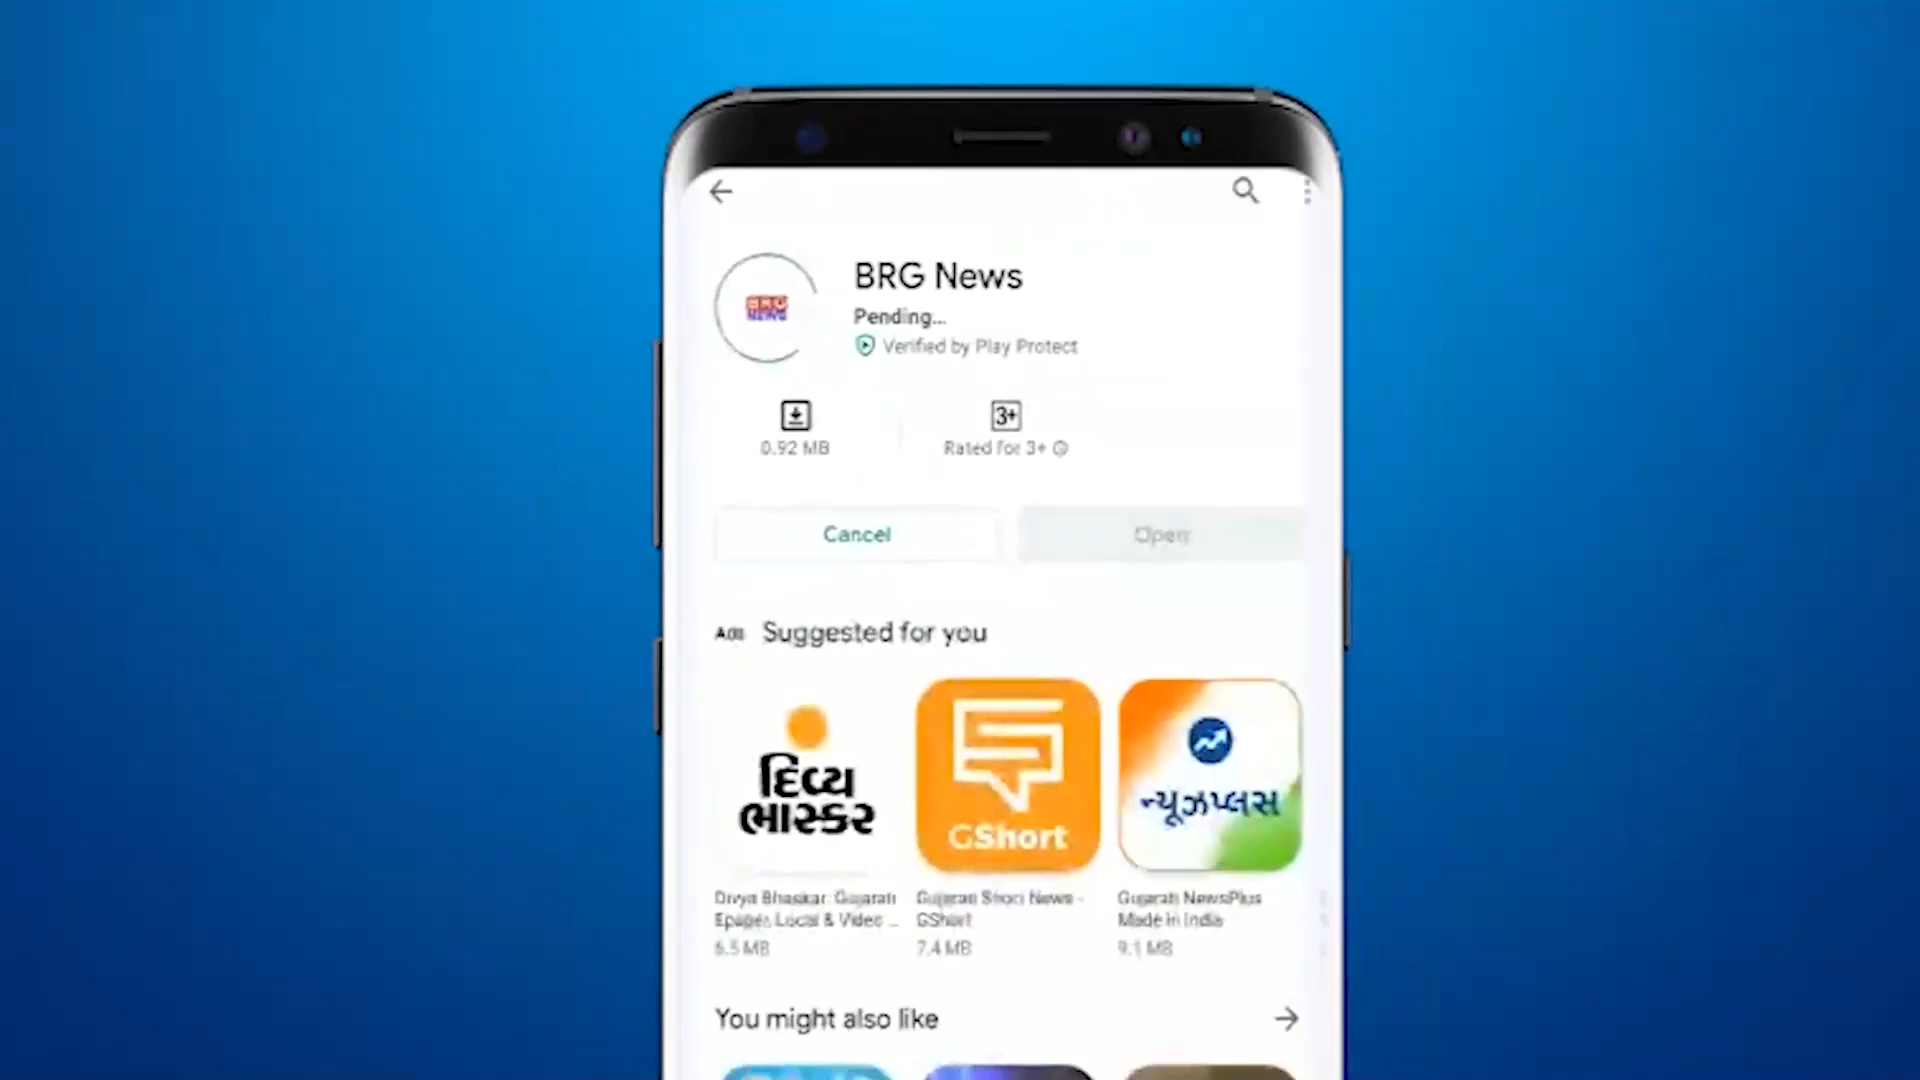 BRG News
BRG
NEWS
Pending...
Verified by Play Protect
3+
0.92 MB
Rated for 3+
Cancel
Open
Ads
Suggested for you
દિવ્ય
ભાસ્કર
GShort
ન્યૂઝપ્લસ
Divya Bhaskar: Gujarati
Epaper, Local & Video ...
6.5 MB
Gujarati Short News -
GShort
7.4 MB
Gujarati NewsPlus
Made in India
9.1 MB
You might also like